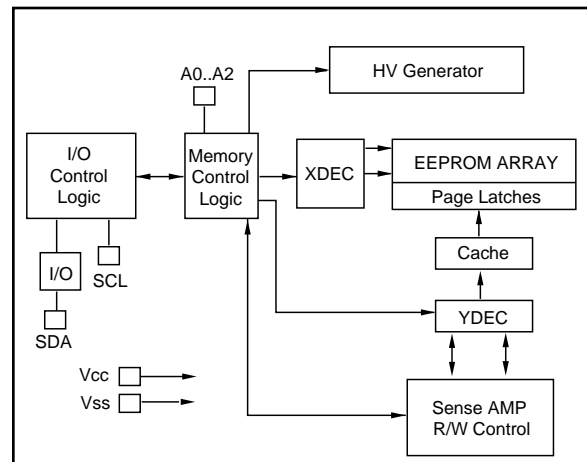 A0..A2
HV Generator
I/O
Control
Logic
Memory
Control
Logic
XDEC
EEPROM ARRAY
Page Latches
Cache
I/O
SCL
SDA
YDEC
Vcc
Vss
Sense AMP
R/W Control